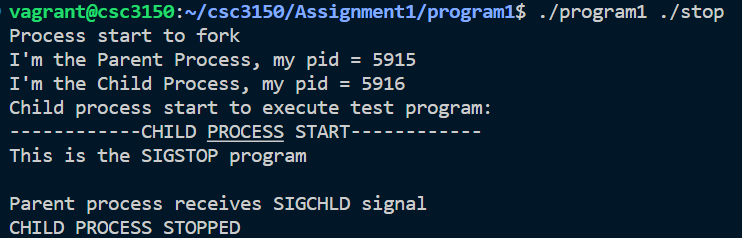 vagrant@csc3150:~/csc3150/Assignment1/program1$ ./program1 ./stop
Process start to fork
I'm the Parent Process, my pid = 5915
I'm the Child Process, my pid = 5916
Child process start to execute test program:
------------CHILD PROCESS START------------
This is the SIGSTOP program

Parent process receives SIGCHLD signal
CHILD PROCESS STOPPED